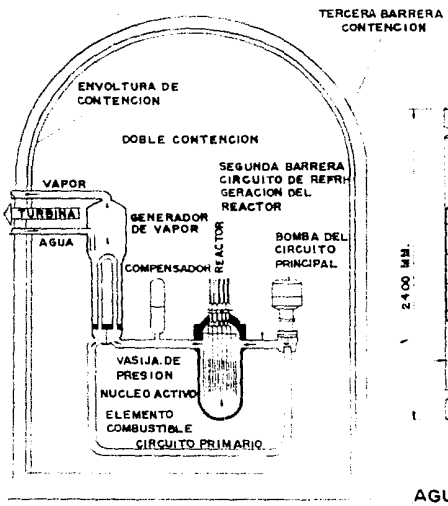 TERCERA BARRERA
CONTENCION
ENVOLTURA DE
CONTENCION
DOBLE CONTENCION
SEGUNDA BARRERA
CIRCUITO DE REFRI
GERACION DEL
REACTOR
VAPOR
TURBINA
GENERADOR
DE VAPOR
AGUA
COMPENSADOR
REACTOR
BOMBA DEL
CIRCUITO
PRINCIPAL
2400 MM.
VASIJA DE
PRESION
NUCLEO ACTIVO
ELEMENTO
COMBUSTIBLE
CIRCUITO PRIMARIO
AGU